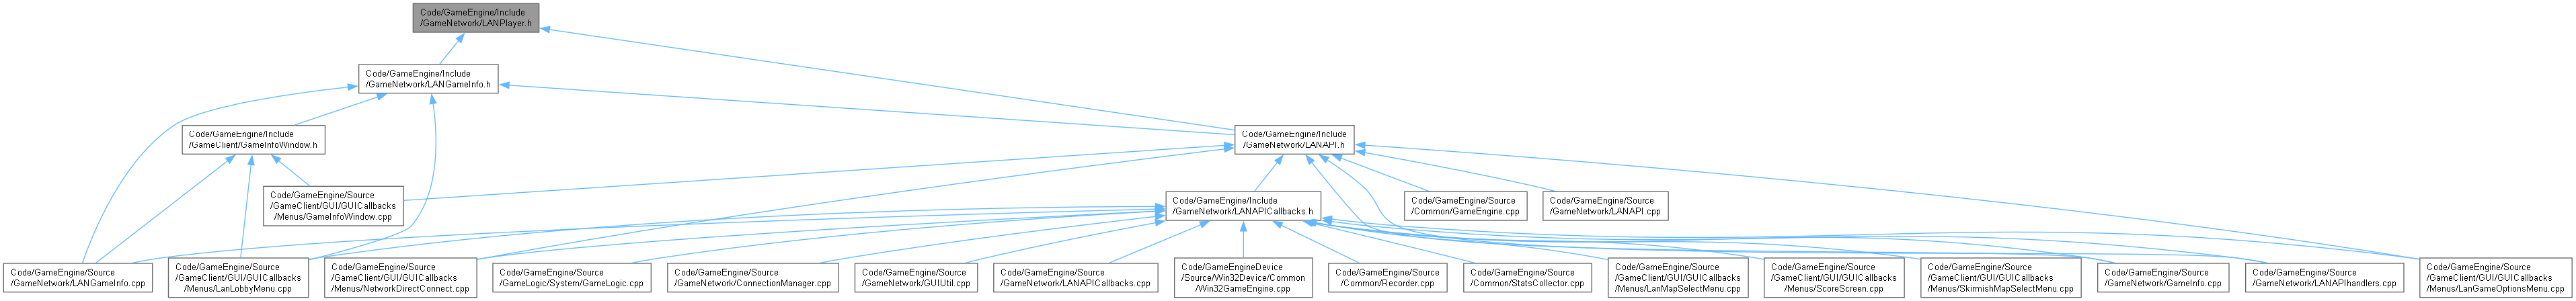 Code/GameEngine/Include
/GameNetwork/LANPlayer.h
Code/GameEngine/Include
/GameNetwork/LANGameInfo.h
Code/GameEngine/Include
/GameClient/GameInfoWindow.h
Code/GameEngine/Include
/GameNetwork/LANAPI.h
Code/GameEngine/Source
/GameClient/GUI/GUICallbacks
/Menus/GameInfoWindow.cpp
Code/GameEngine/Include
/GameNetwork/LANAPICallbacks.h
Code/GameEngine/Source
/Common/GameEngine.cpp
Code/GameEngine/Source
/GameNetwork/LANAPI.cpp
Code/GameEngine/Source
/GameNetwork/LANGameInfo.cpp
Code/GameEngine/Source
/GameClient/GUI/GUICallbacks
/Menus/LanLobbyMenu.cpp
Code/GameEngine/Source
/GameClient/GUI/GUICallbacks
/Menus/NetworkDirectConnect.cpp
Code/GameEngine/Source
/GameLogic/System/GameLogic.cpp
Code/GameEngine/Source
/GameNetwork/ConnectionManager.cpp
Code/GameEngine/Source
/GameNetwork/GUIUtil.cpp
Code/GameEngine/Source
/GameNetwork/LANAPICallbacks.cpp
Code/GameEngineDevice
/Source/Win32Device/Common
/Win32GameEngine.cpp
Code/GameEngine/Source
/Common/Recorder.cpp
Code/GameEngine/Source
/Common/StatsCollector.cpp
Code/GameEngine/Source
/GameClient/GUI/GUICallbacks
/Menus/LanMapSelectMenu.cpp
Code/GameEngine/Source
/GameClient/GUI/GUICallbacks
/Menus/ScoreScreen.cpp
Code/GameEngine/Source
/GameClient/GUI/GUICallbacks
/Menus/SkirmishMapSelectMenu.cpp
Code/GameEngine/Source
/GameNetwork/GameInfo.cpp
Code/GameEngine/Source
/GameNetwork/LANAPIhandlers.cpp
Code/GameEngine/Source
/GameClient/GUI/GUICallbacks
/Menus/LanGameOptionsMenu.cpp